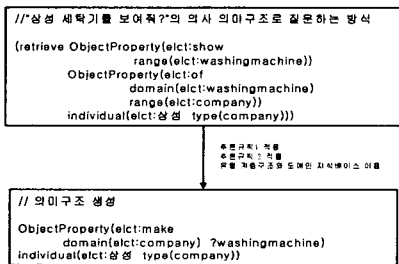 //"삼성 세탁기를 보여줘?"의 의사 의미구조로 질문하는 방식
(retrieve ObjectProperty(elct:show
range(elct:washingmachine))
ObjectProperty(elct:of
domain(elct:washingmachine)
range(elct:company))
individual(elct:삼성 type(company)))
추론규칙1 적용
추론규칙 적용
유형 계층구조와 도메인 지식베이스 이용
// 의미구조 생성
ObjectProperty(elct:make
domain(elct:company) ?washingmachine)
individual(elct:삼성 type(company))